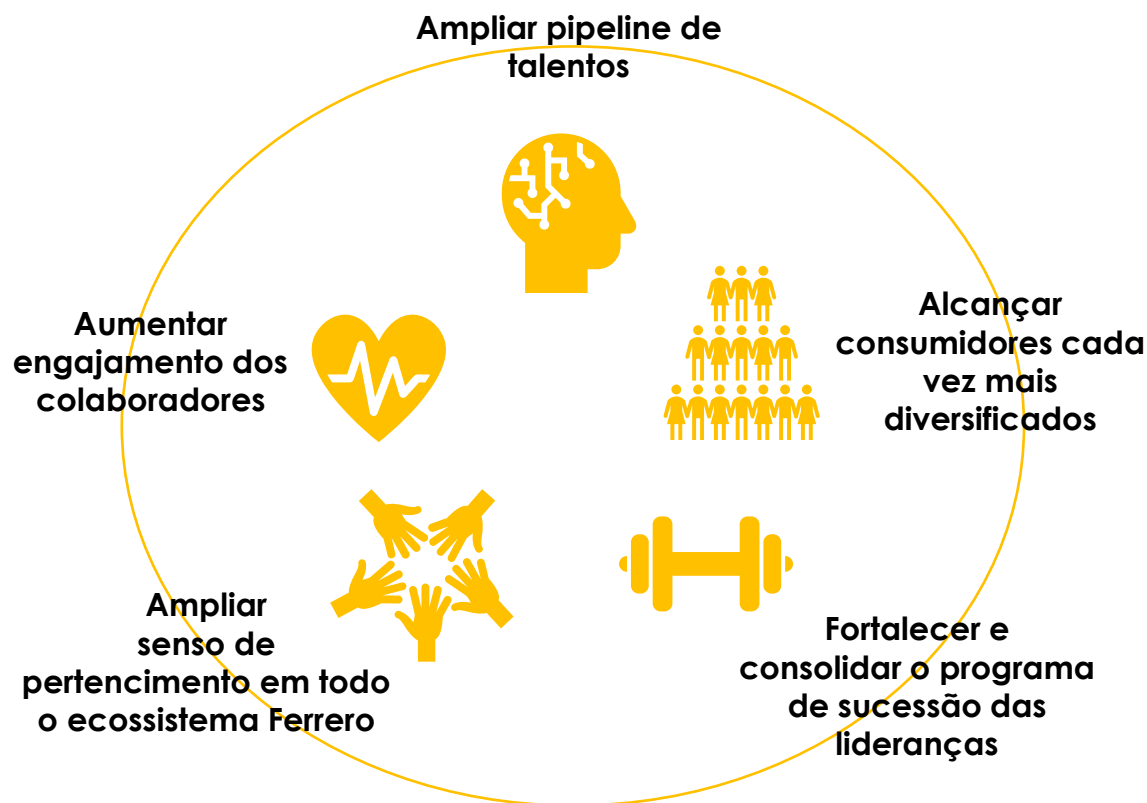 Ampliar pipeline de
talentos
Aumentar
engajamento dos
colaboradores
Alcançar
consumidores cada
vez mais
diversificados
Ampliar
senso de
pertencimento em todo
o ecossistema Ferrero
Fortalecer e
consolidar o programa
de sucessão das
lideranças